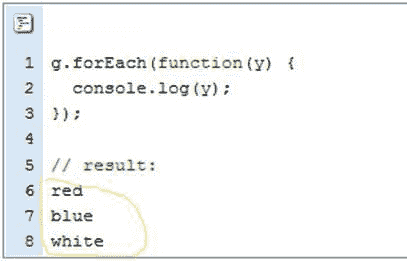 1 g.forEach(function(y) {
2   console.log(y);
3 });
4
5 // result:
6 red
7 blue
8 white